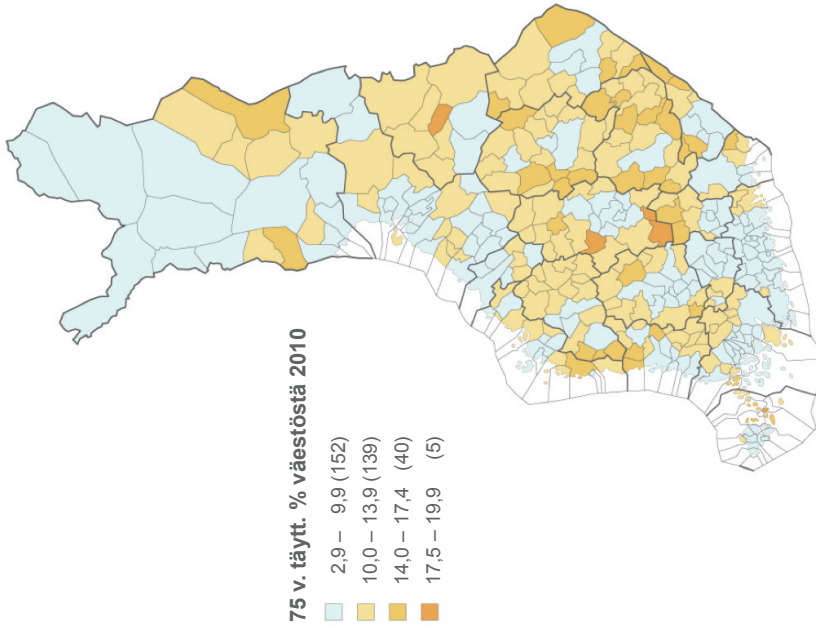 75 v. täytt. % väestöstä 2010
2,9 – 9,9 (152)
10,0 – 13,9 (139)
14,0 – 17,4 (40)
17,5 – 19,9 (5)